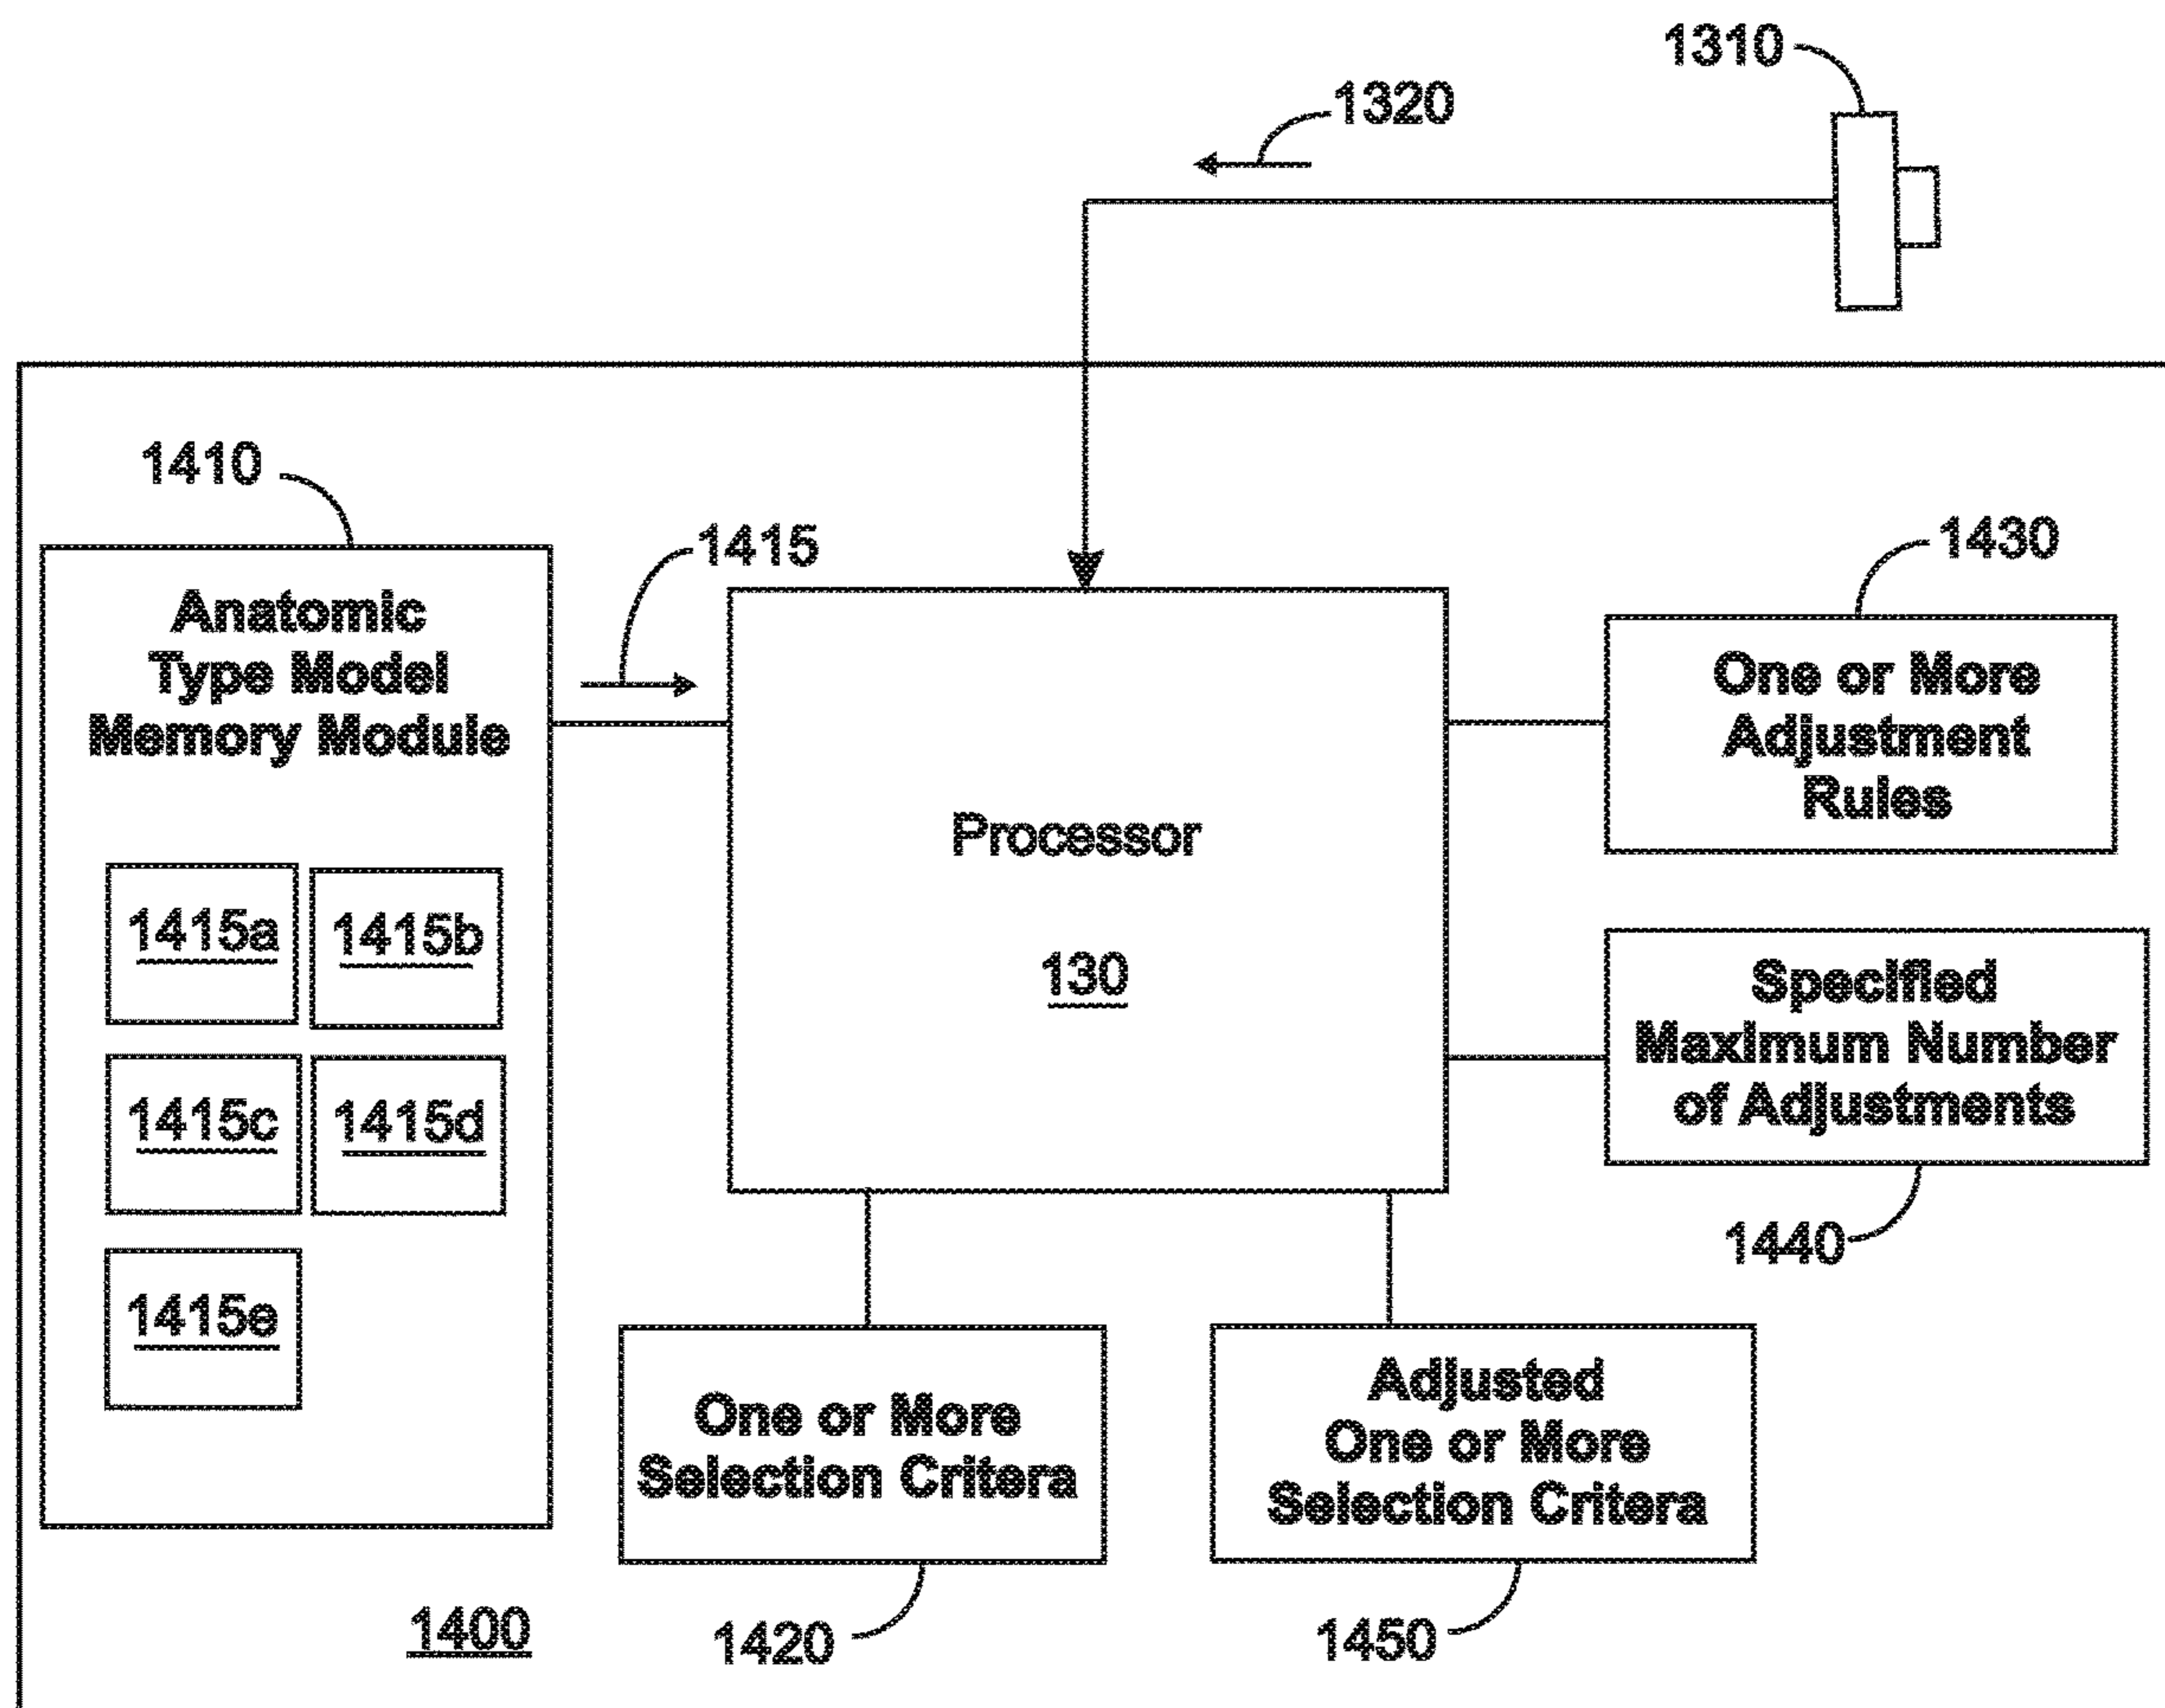 1310
1320
1410
1415
1430
Anatomic
Type Model
Memory Module
One or More
Adjustment
Rules
Processor
130
1415a
1415b
Specified
Maximum Number
of Adjustments
1415c
1415d
1440
1415e
One or More
Selection Critera
Adjusted
One or More
Selection Critera
1400
1420
1450